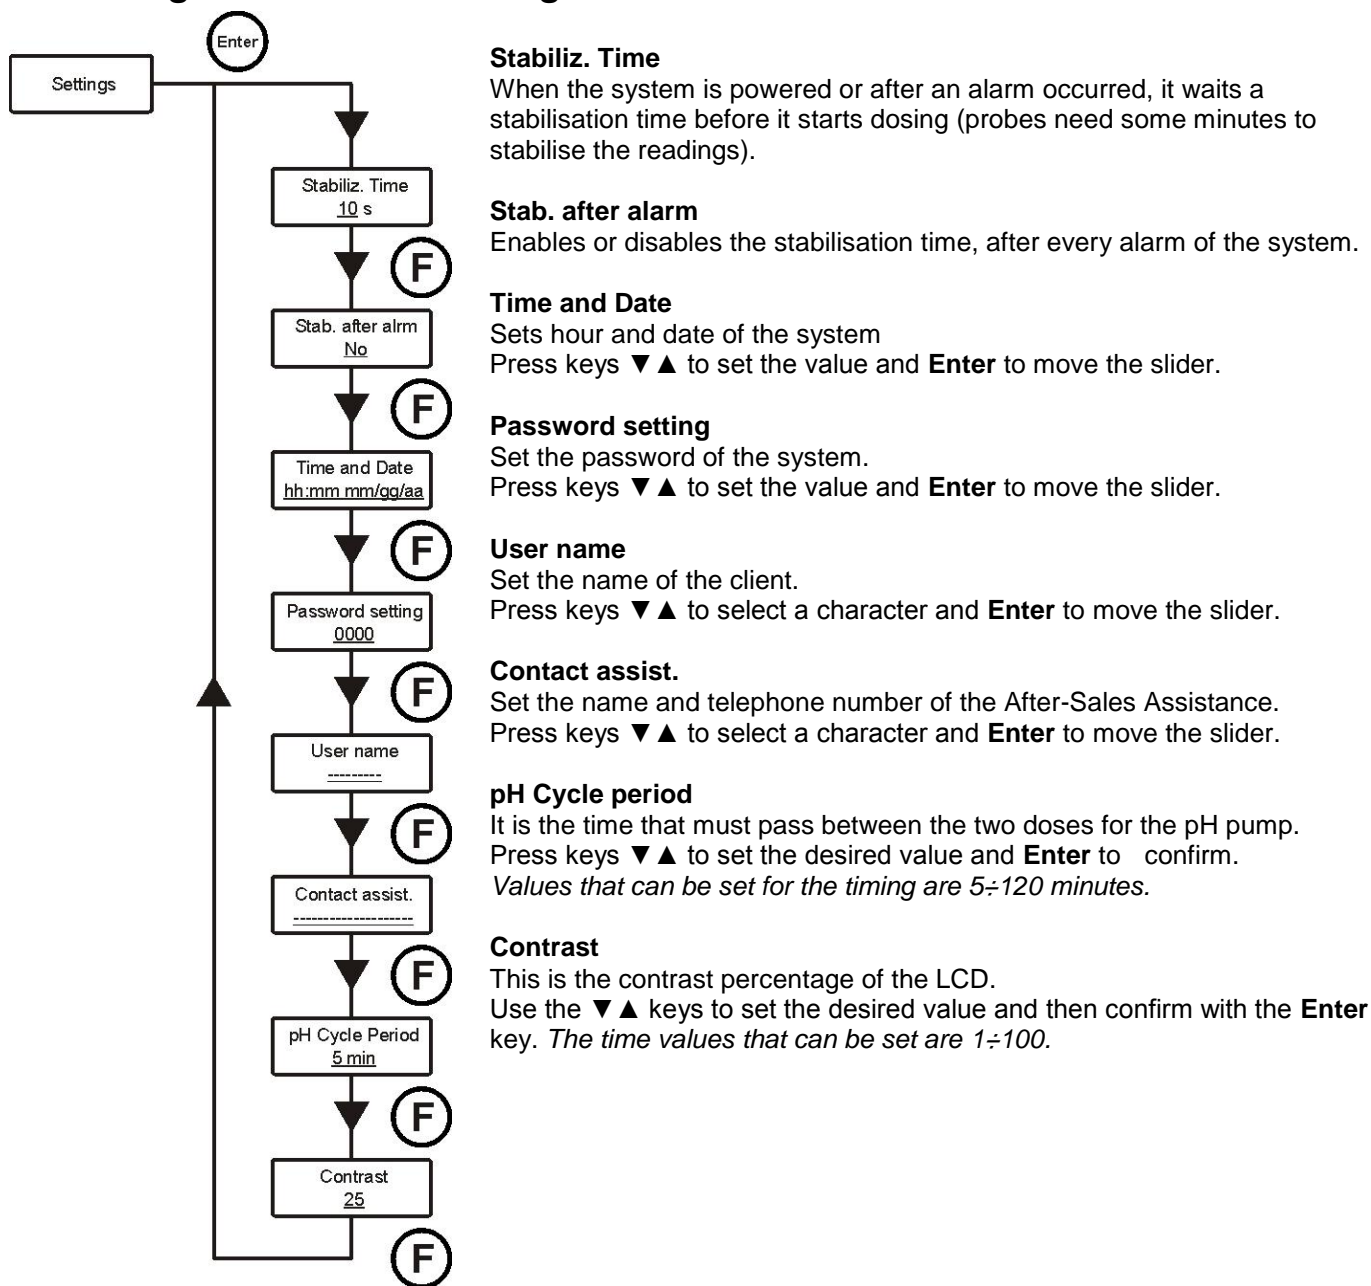 Enter
Settings
Stabiliz. Time
10 s
F
Stab. after alrm
No
F
Time and Date
hh:mm mm/gg/aa
F
Password setting
0000
F
User name
---------
F
Contact assist.
--------------------
F
pH Cycle Period
5 min
F
Contrast
25
F
Stabiliz. Time
When the system is powered or after an alarm occurred, it waits a
stabilisation time before it starts dosing (probes need some minutes to
stabilise the readings).
Stab. after alarm
Enables or disables the stabilisation time, after every alarm of the system.
Time and Date
Sets hour and date of the system
Press keys ▼▲ to set the value and Enter to move the slider.
Password setting
Set the password of the system.
Press keys ▼▲ to set the value and Enter to move the slider.
User name
Set the name of the client.
Press keys ▼▲ to select a character and Enter to move the slider.
Contact assist.
Set the name and telephone number of the After-Sales Assistance.
Press keys ▼▲ to select a character and Enter to move the slider.
pH Cycle period
It is the time that must pass between the two doses for the pH pump.
Press keys ▼▲ to set the desired value and Enter to confirm.
Values that can be set for the timing are 5÷120 minutes.
Contrast
This is the contrast percentage of the LCD.
Use the ▼▲ keys to set the desired value and then confirm with the Enter
key. The time values that can be set are 1÷100.